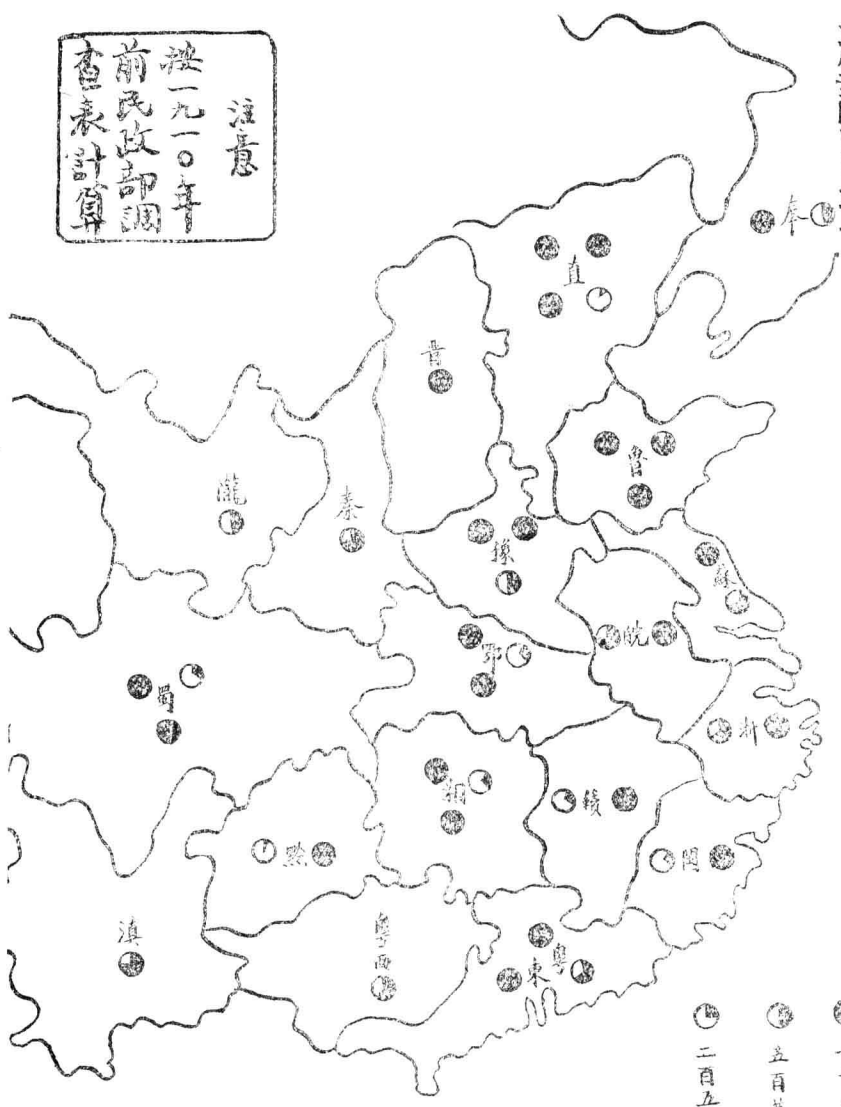 注意
按一九一〇年
前民政部調
查表計算
奉
直
晋
魯
隴
秦
豫
蘇
皖
鄂
蜀
浙
湘
贛
黔
閩
滇
粵西
粵東
五百
二百五